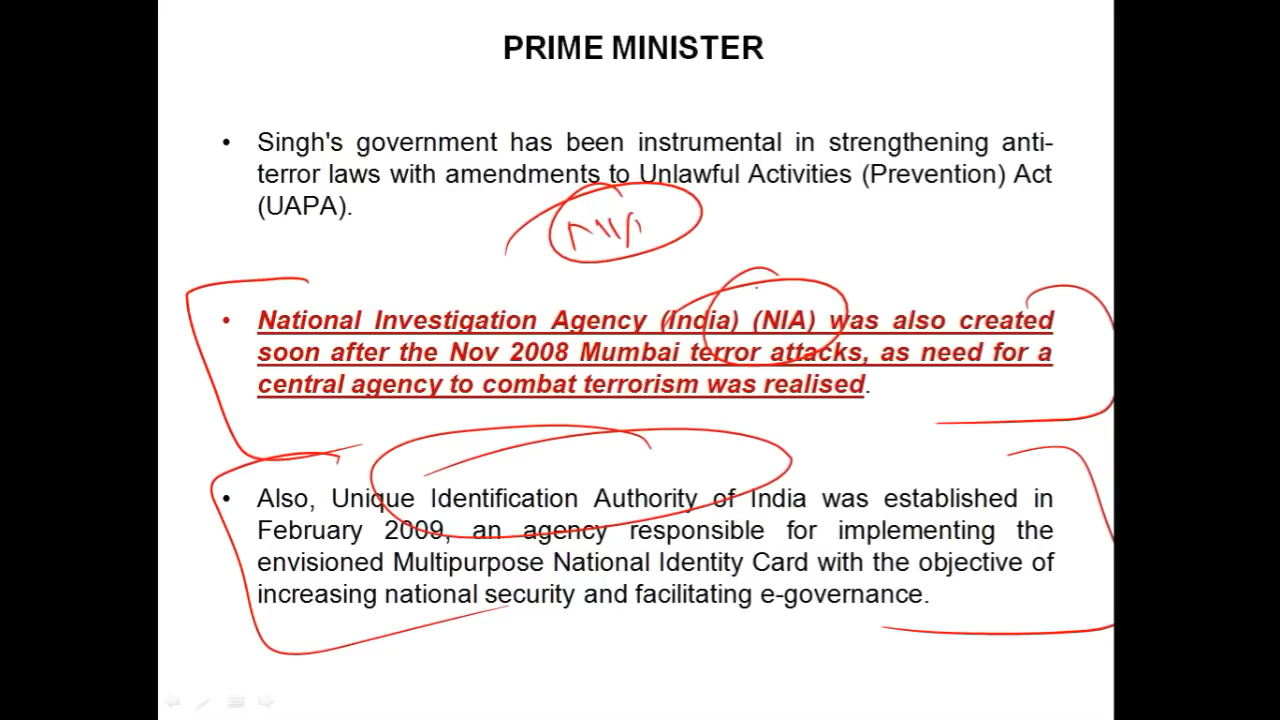 PRIME MINISTER
• Singh's government has been instrumental in strengthening anti-
terror laws with amendments to Unlawful Activities (Prevention) Act
(UAPA).
• National Investigation Agency (India) (NIA) was also created
soon after the Nov 2008 Mumbai terror attacks, as need for a
central agency to combat terrorism was realised.
• Also, Unique Identification Authority of India was established in
February 2009, an agency responsible for implementing the
envisioned Multipurpose National Identity Card with the objective of
increasing national security and facilitating e-governance.